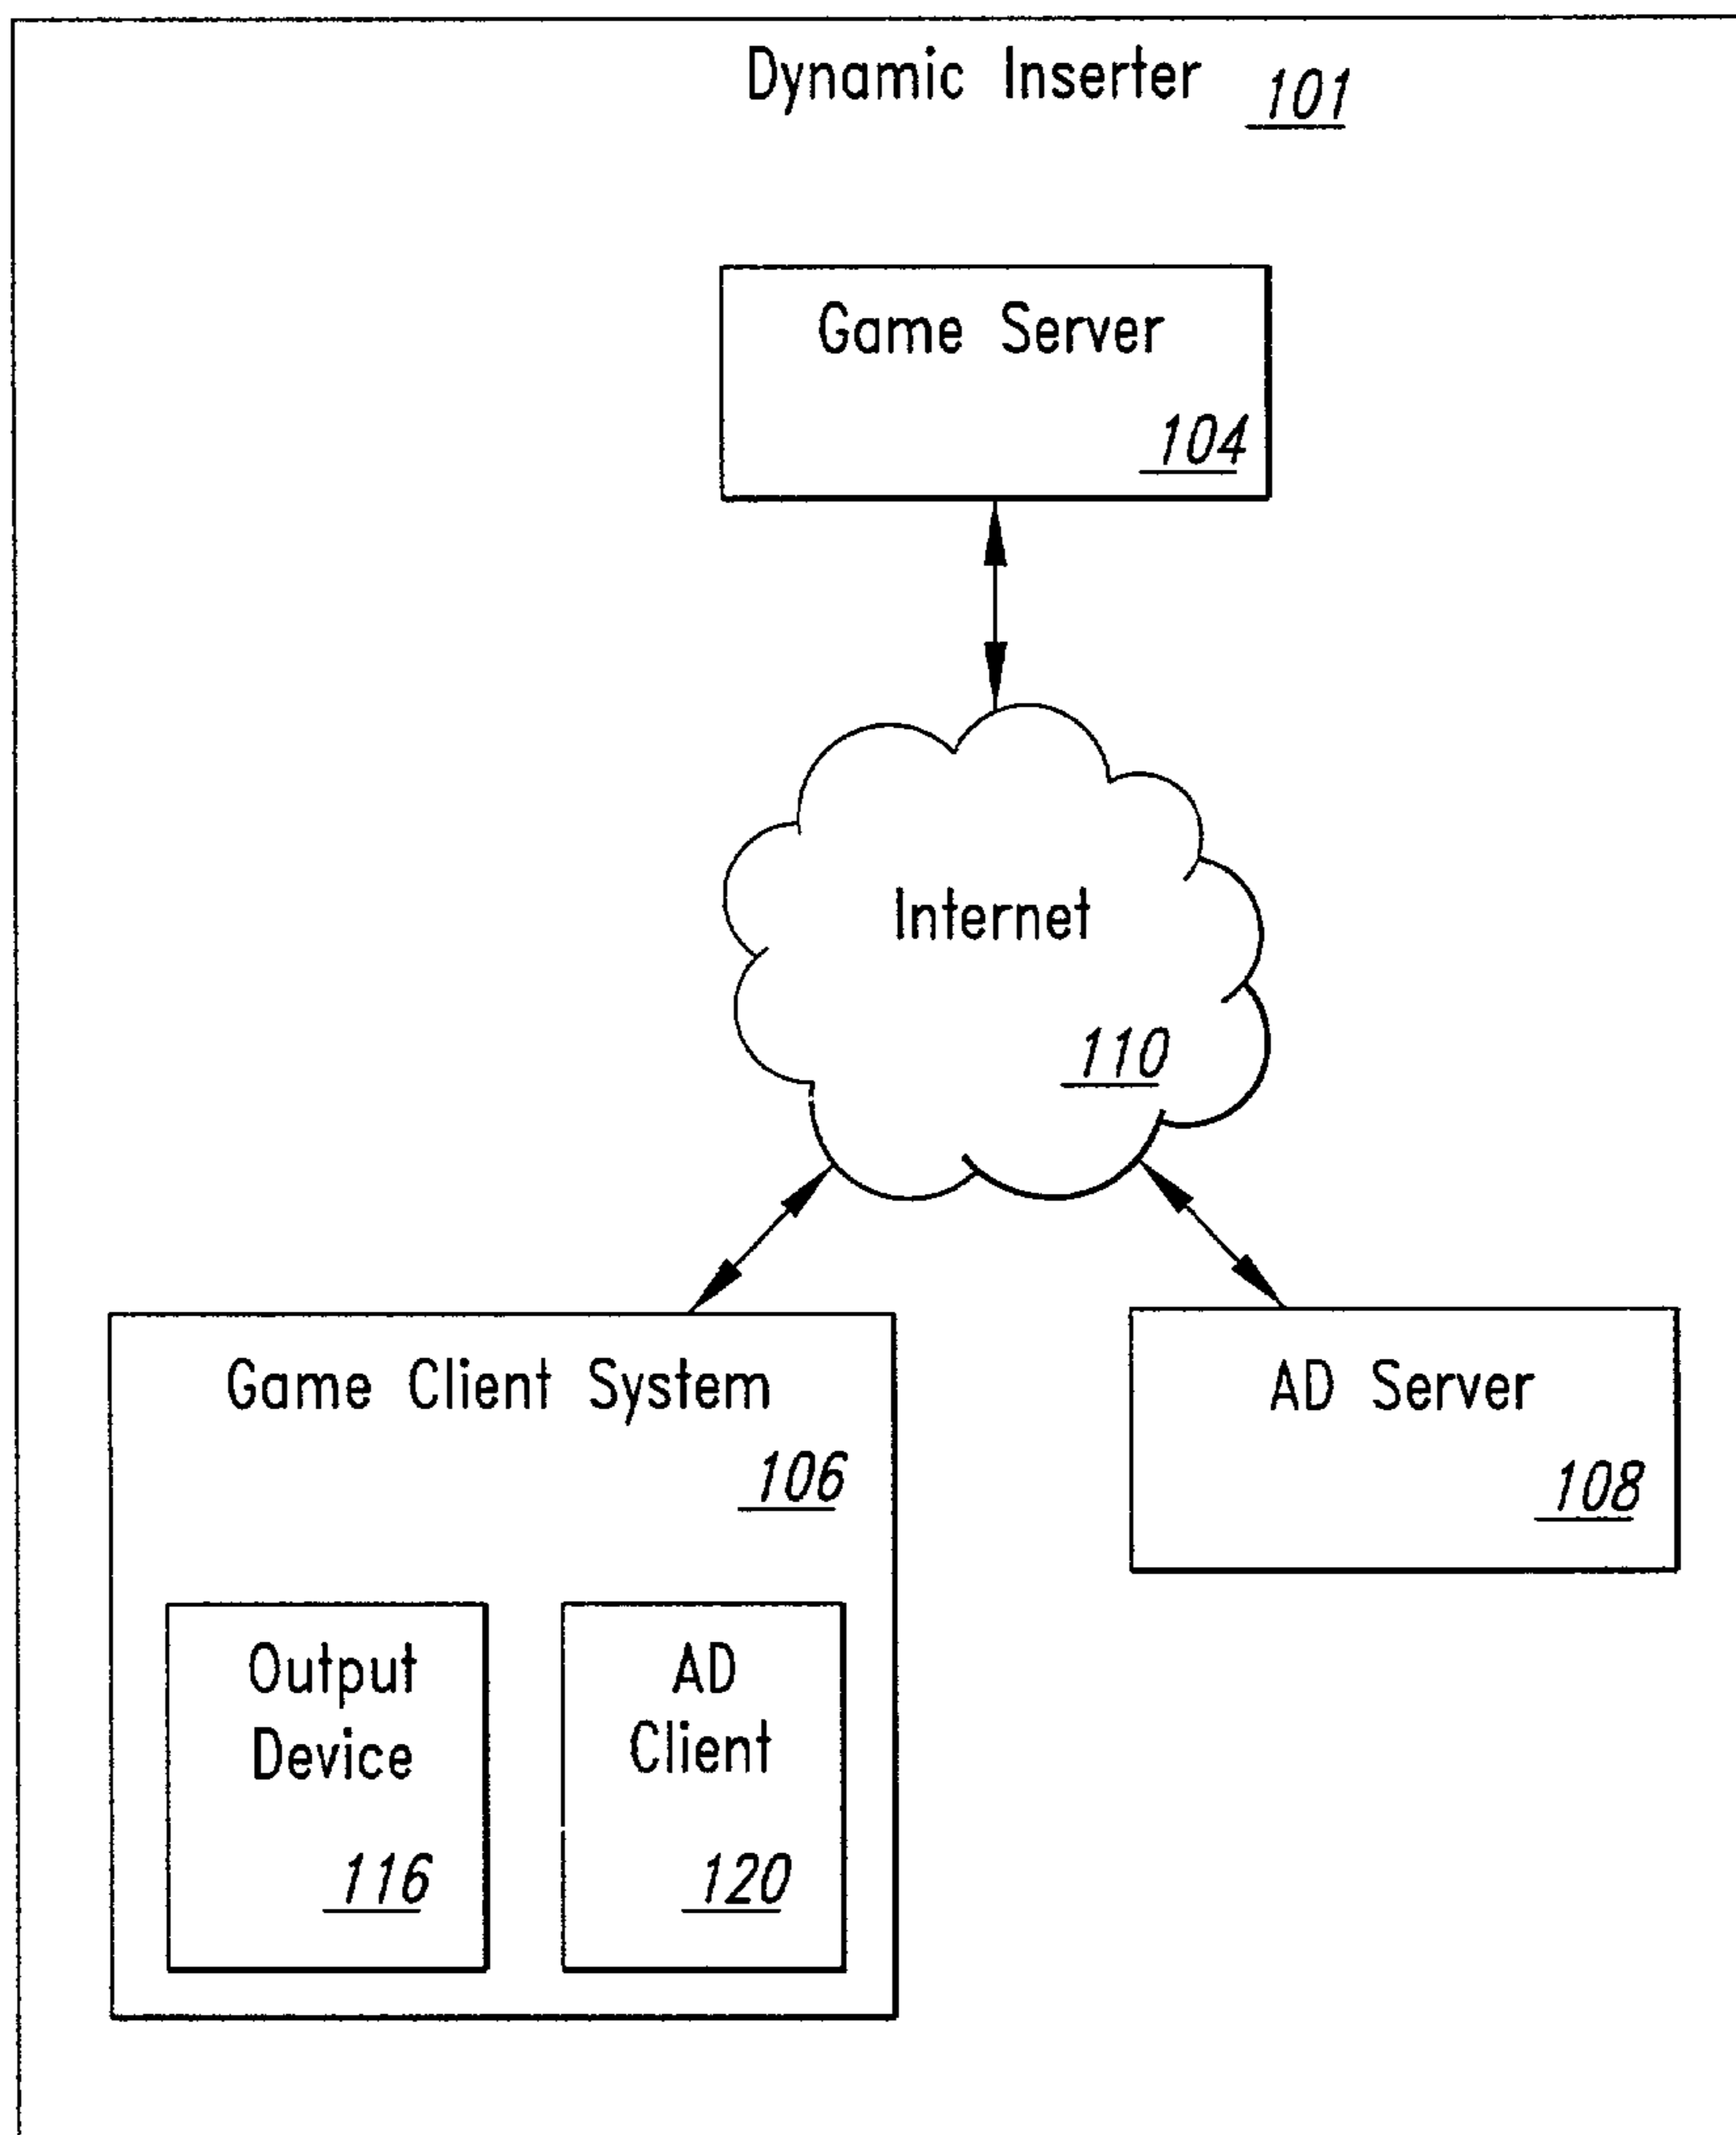 Dynamic Inserter 101
Game Server
104
Internet
110
Game Client System
106
AD Server
108
Output
Device
116
AD
Client
120